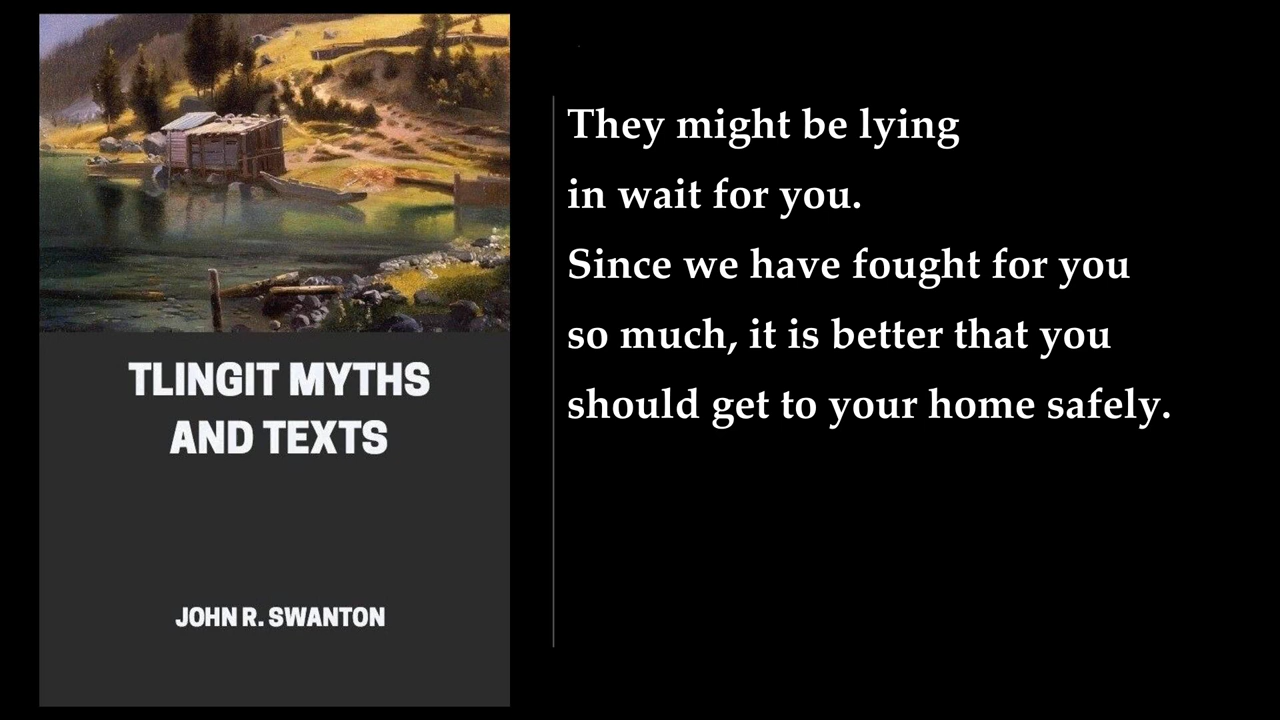 TLINGIT MYTHS
AND TEXTS
JOHN R. SWANTON
They might be lying
in wait for you.
Since we have fought for you
so much, it is better that you
should get to your home safely.